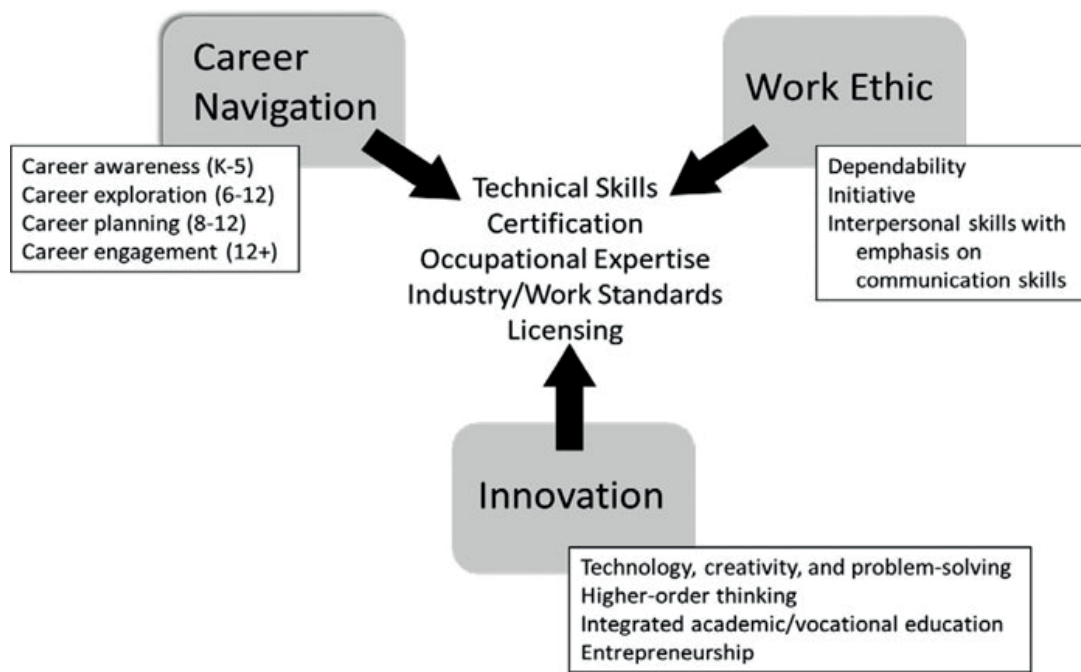 Career
Navigation
Career awareness (K-5)
Career exploration (6-12)
Career planning (8-12)
Career engagement (12+)
Work Ethic
Dependability
Initiative
Interpersonal skills with
emphasis on
communication skills
Technical Skills
Certification
Occupational Expertise
Industry/Work Standards
Licensing
Innovation
Technology, creativity, and problem-solving
Higher-order thinking
Integrated academic/vocational education
Entrepreneurship